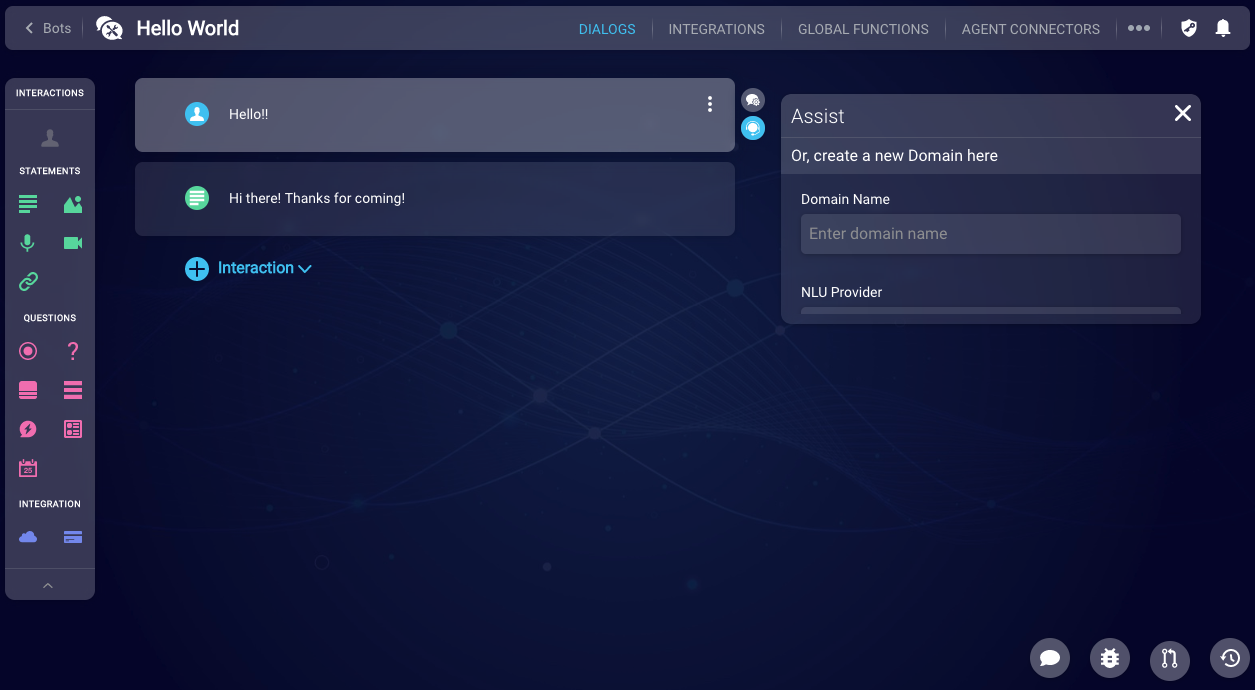 Bots
Hello World
DIALOGS
INTEGRATIONS
GLOBAL FUNCTIONS
AGENT CONNECTORS
INTERACTIONS
STATEMENTS
QUESTIONS
25
INTEGRATION
Hello!!
Hi there! Thanks for coming!
Interaction
Assist
Or, create a new Domain here
Domain Name
Enter domain name
NLU Provider